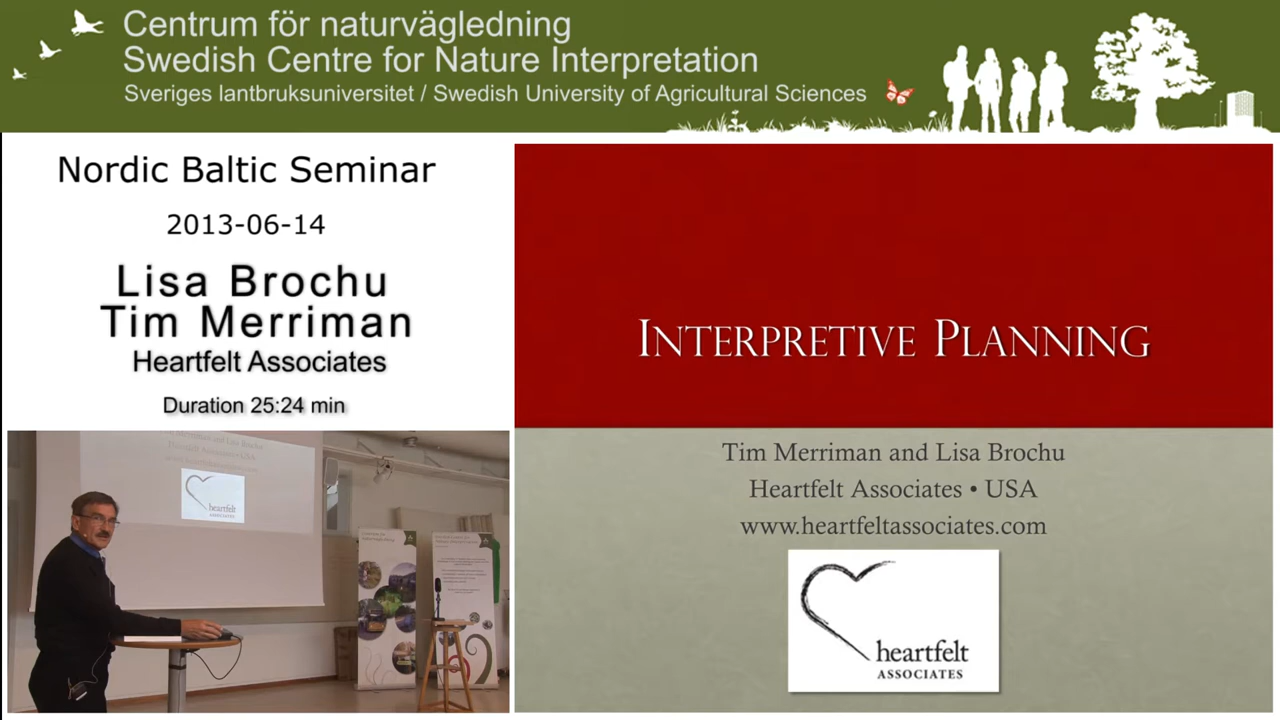 Centrum för naturvägledning
Swedish Centre for Nature Interpretation
Sveriges lantbruksuniversitet / Swedish University of Agricultural Sciences
Nordic Baltic Seminar
2013-06-14
Lisa Brochu
Tim Merriman
Heartfelt Associates
Duration 25:24 min
heartfelt
ASSOCIATES
INTERPRETIVE PLANNING
Tim Merriman and Lisa Brochu
Heartfelt Associates • USA
www.heartfeltassociates.com
heartfelt
ASSOCIATES